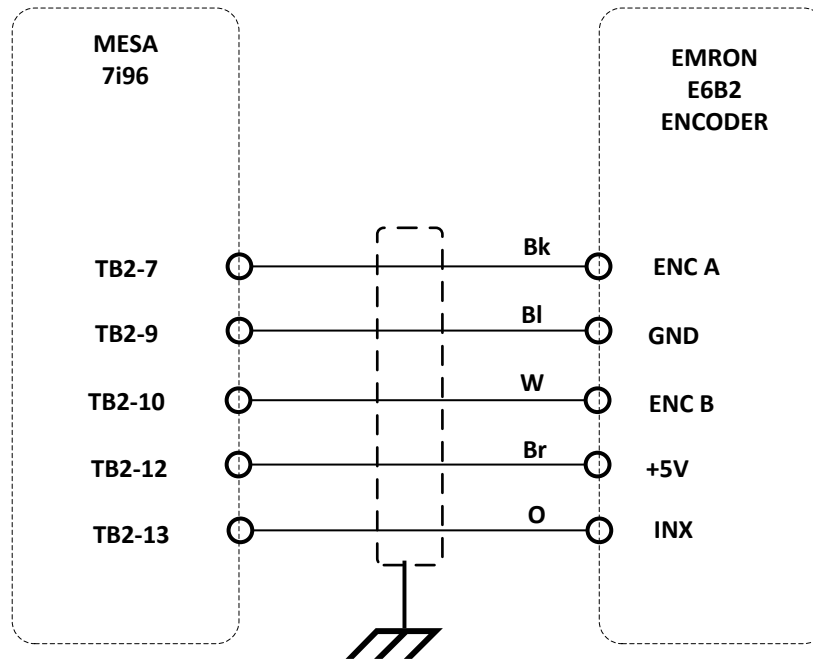 MESA
7i96
EMRON
E6B2
ENCODER
TB2-7
Bk
ENC A
TB2-9
Bl
GND
TB2-10
W
ENC B
TB2-12
Br
+5V
TB2-13
O
INX